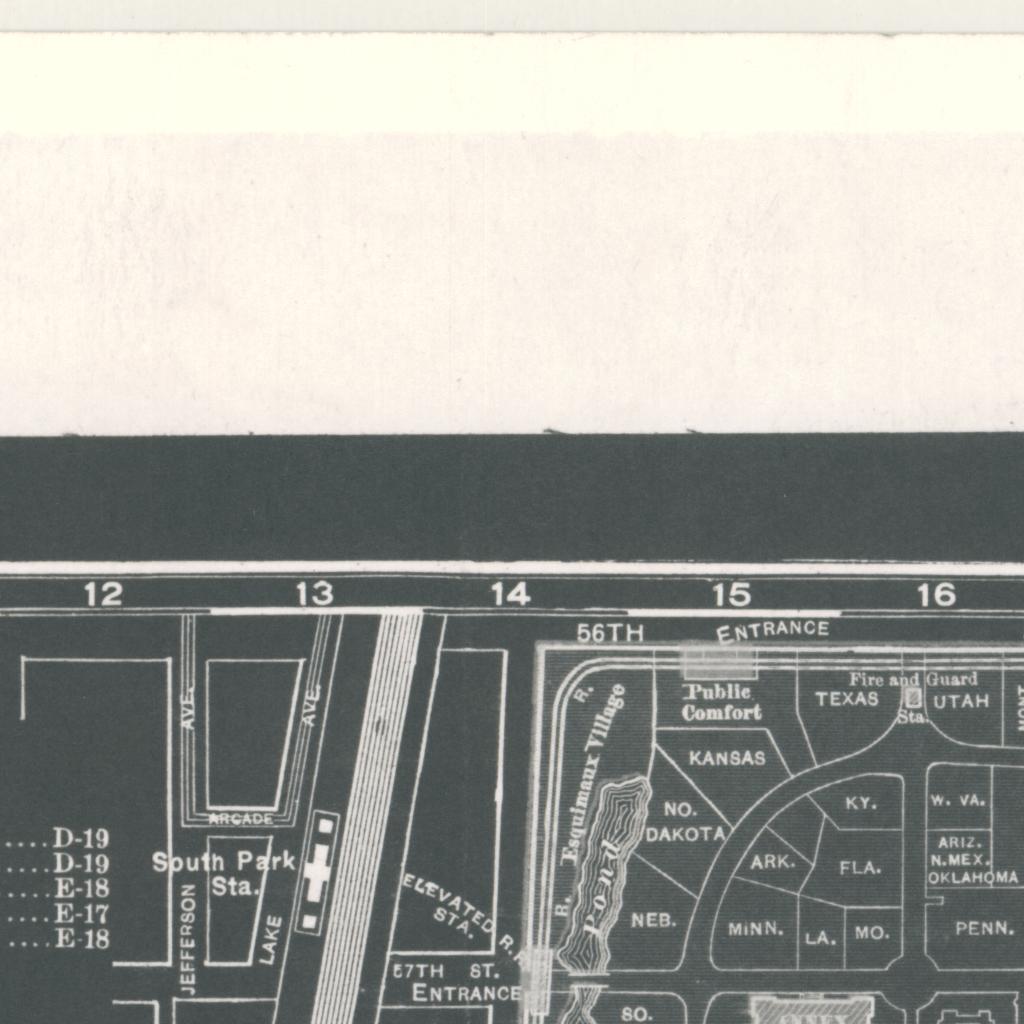 12 13 14 15 16
56TH ENTRANCE
Fire and Guard
Sta.
Public
Comfort
TEXAS
UTAH
AVE.
AVE.
R.
Esquimaux Village
KANSAS
NO.
DAKOTA
KY.
W. VA.
ARCADE
....D-19
....D-19
....E-18
....E-17
....E-18
South Park
Sta.
JEFFERSON
LAKE
ELEVATED R.R.
STA.
R.
Pond
NEB.
ARK.
FLA.
ARIZ.
N.MEX.
OKLAHOMA
MINN.
LA.
MO.
PENN.
57TH ST.
ENTRANCE
SO.
ANNEX